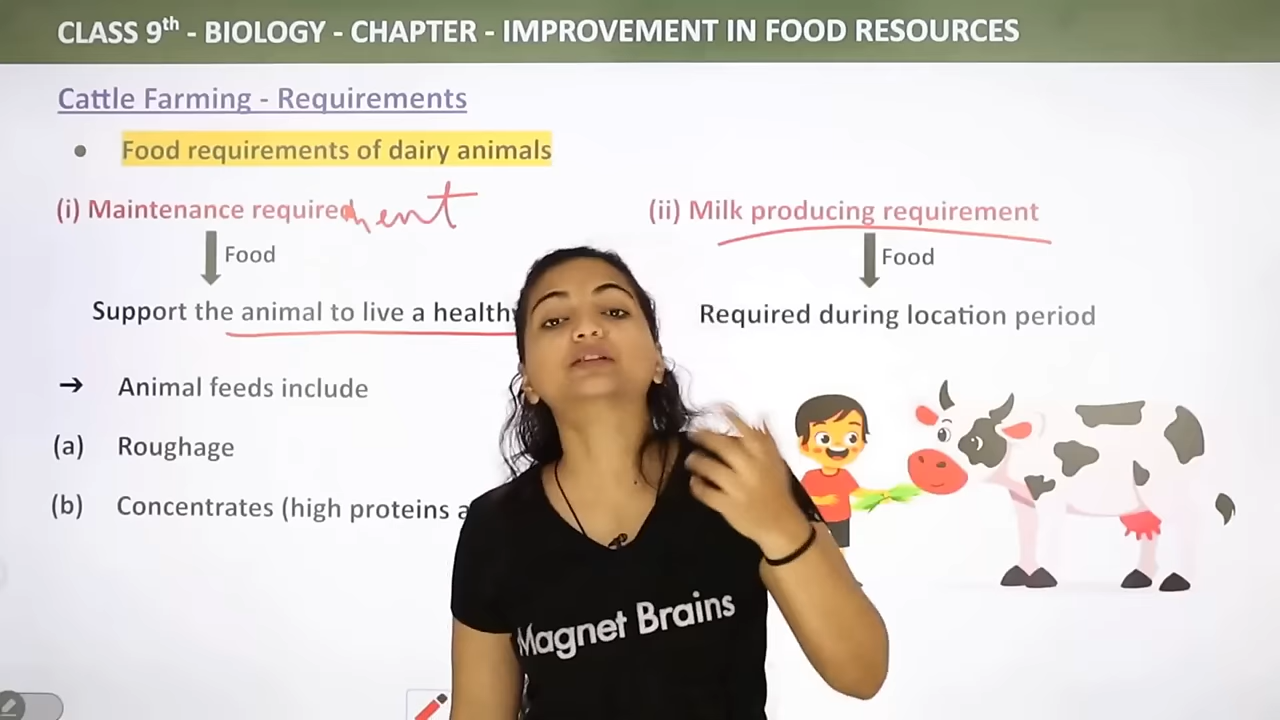 CLASS 9th - BIOLOGY - CHAPTER - IMPROVEMENT IN FOOD RESOURCES
Cattle Farming - Requirements
• Food requirements of dairy animals
(i) Maintenance requirement
Food
Support the animal to live a healthy
(ii) Milk producing requirement
Food
Required during location period
→ Animal feeds include
(a) Roughage
(b) Concentrates (high proteins a
Magnet Brains